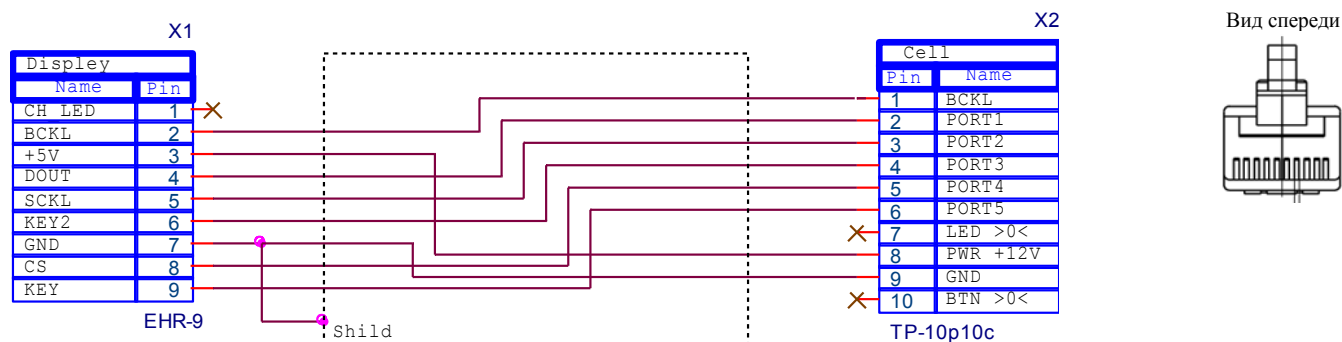 X1
Displey
Name Pin
CH_LED 1
BCKL 2
+5V 3
DOUT 4
SCKL 5
KEY2 6
GND 7
CS 8
KEY 9
EHR-9
Shild
X2
Cell
Pin Name
1 BCKL
2 PORT1
3 PORT2
4 PORT3
5 PORT4
6 PORT5
7 LED >0<
8 PWR +12V
9 GND
10 BTN >0<
TP-10p10c
Вид спереди